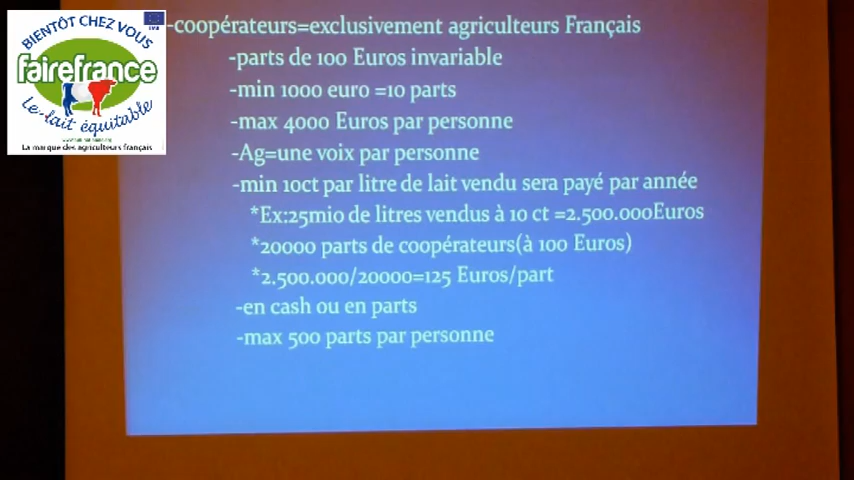 BIENTÔT CHEZ VOUS
fairefrance
Le lait équitable
La marque des agriculteurs français
-coopérateurs=exclusivement agriculteurs Français
-parts de 100 Euros invariable
-min 1000 euro =10 parts
-max 4000 Euros par personne
-Ag=une voix par personne
-min 10ct par litre de lait vendu sera payé par année
*Ex:25mio de litres vendus à 10 ct =2.500.000Euros
*20000 parts de coopérateurs(à 100 Euros)
*2.500.000/20000=125 Euros/part
-en cash ou en parts
-max 500 parts par personne